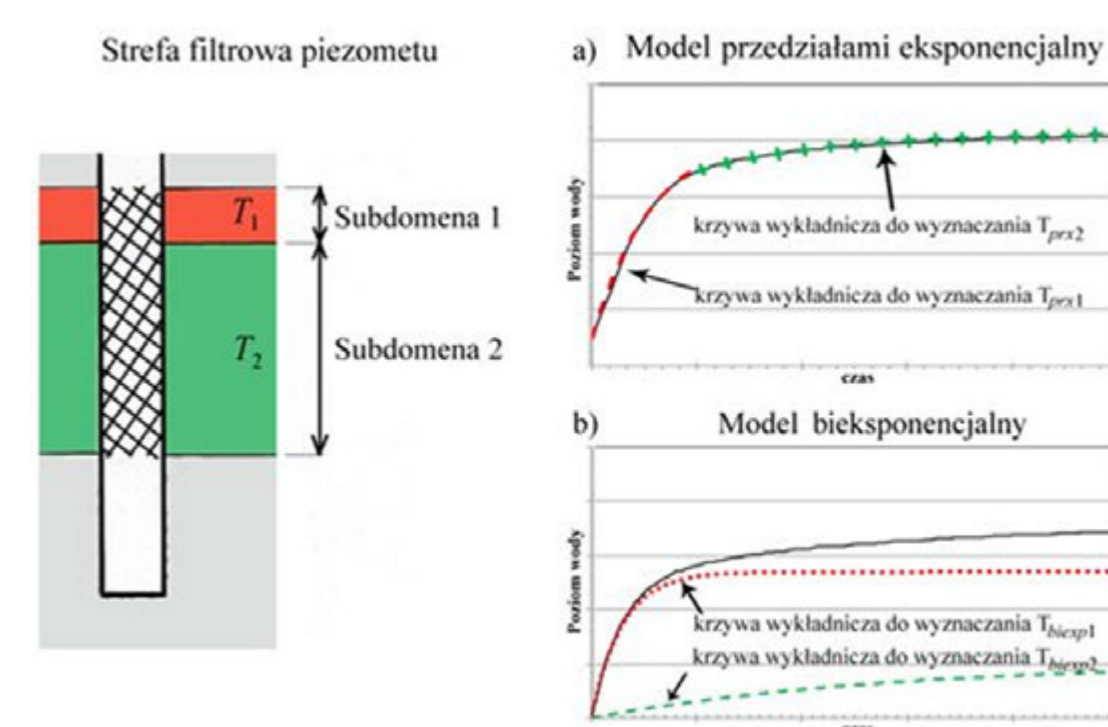 Strefa filtrowa piezometru
T1
Subdomena 1
T2
Subdomena 2
a) Model przedziałami eksponencjalny
Poziom wody
krzywa wykładnicza do wyznaczania Tprx2
krzywa wykładnicza do wyznaczania Tprx1
czas
b) Model bieksponencjalny
Poziom wody
krzywa wykładnicza do wyznaczania Tbiexp1
krzywa wykładnicza do wyznaczania Tbiexp2